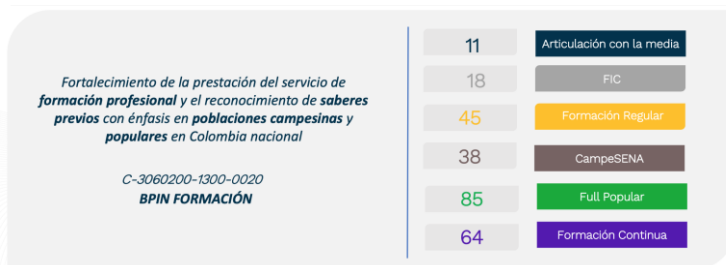 Fortalecimiento de la prestación del servicio de
formación profesional y el reconocimiento de saberes
previos con énfasis en poblaciones campesinas y
populares en Colombia nacional
C-3060200-1300-0020
BPIN FORMACIÓN
11 Articulación con la media
18 FIC
45 Formación Regular
38 CampeSENA
85 Full Popular
64 Formación Continua